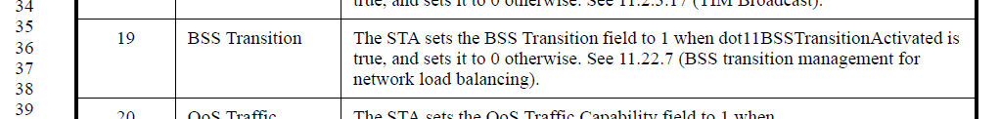 34
true, and sets it to 0 otherwise. See 11.2.3.17 (TIM Broadcast).
35
19 BSS Transition The STA sets the BSS Transition field to 1 when dot11BSSTransitionActivated is
36
true, and sets it to 0 otherwise. See 11.22.7 (BSS transition management for
37
network load balancing).
38
39
20 QoS Traffic The STA sets the QoS Traffic Capability field to 1 when